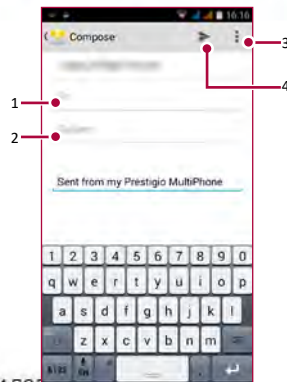 16:16
Compose
3
4
1
2
Sent from my Prestigio MultiPhone
1 2 3 4 5 6 7 8 9 0
q w e r t y u i o p
a s d f g h j k l
z x c v b n m